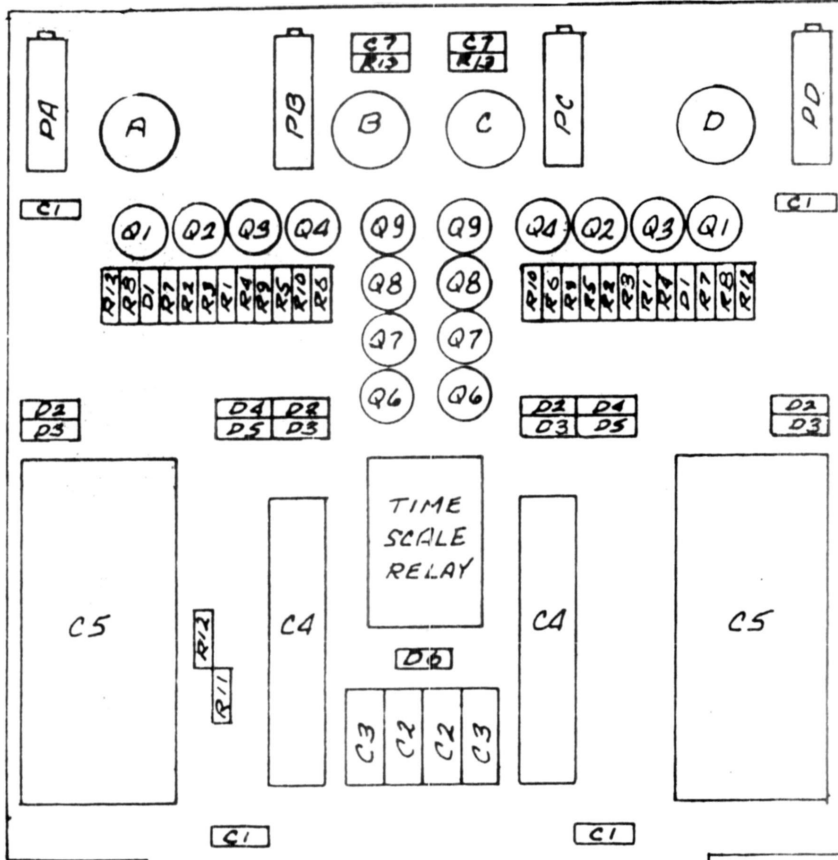 C7 C7
R13 R13
PA PB PC PD
A B C D
C1 C1
Q1 Q2 Q3 Q4 Q9 Q9 Q4 Q2 Q3 Q1
R13 R8 D1 R7 R2 R3 R1 R4 R9 R5 R10 R6 Q8 Q8 R10 R6 R9 R5 R2 R3 R1 R4 D1 R7 R8 R12
Q7 Q7
Q6 Q6
D2 D4 D2 D2 D4 D2
D3 D5 D3 D3 D5 D3
TIME
SCALE
RELAY
C5 R12 C4 C4 C5
D6
R11
C3 C2 C2 C3
C1 C1